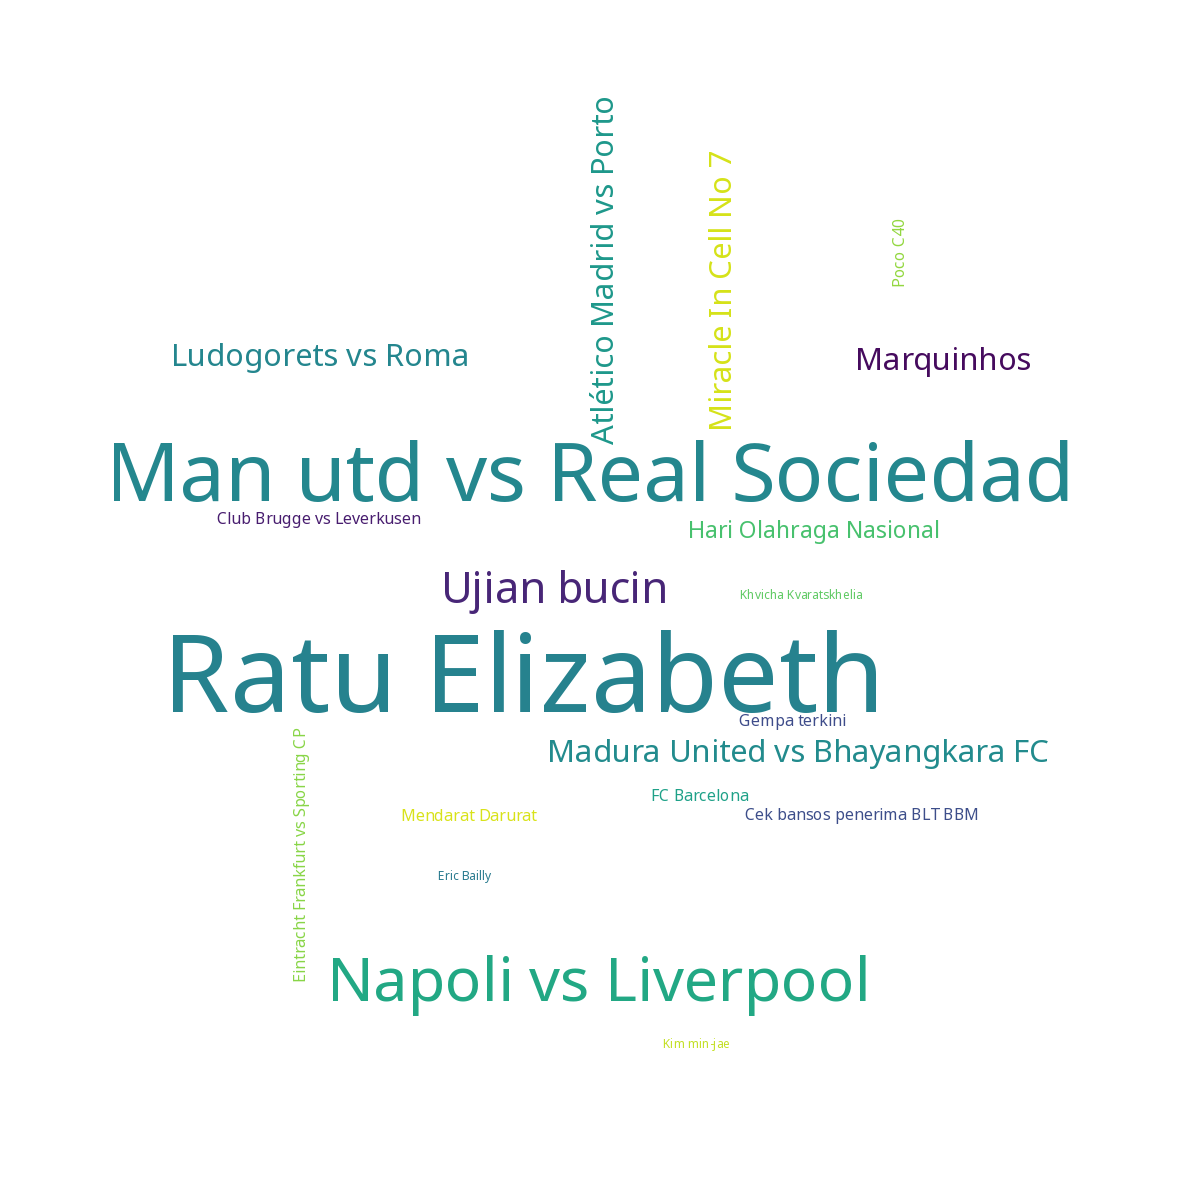 Atlético Madrid vs Porto
Miracle In Cell No 7
Poco C40
Ludogorets vs Roma
Marquinhos
Man utd vs Real Sociedad
Club Brugge vs Leverkusen
Hari Olahraga Nasional
Ujian bucin
Khvicha Kvaratskhelia
Ratu Elizabeth
Gempa terkini
Eintracht Frankfurt vs Sporting CP
Madura United vs Bhayangkara FC
FC Barcelona
Mendarat Darurat
Cek bansos penerima BLT BBM
Eric Bailly
Napoli vs Liverpool
Kim min-jae